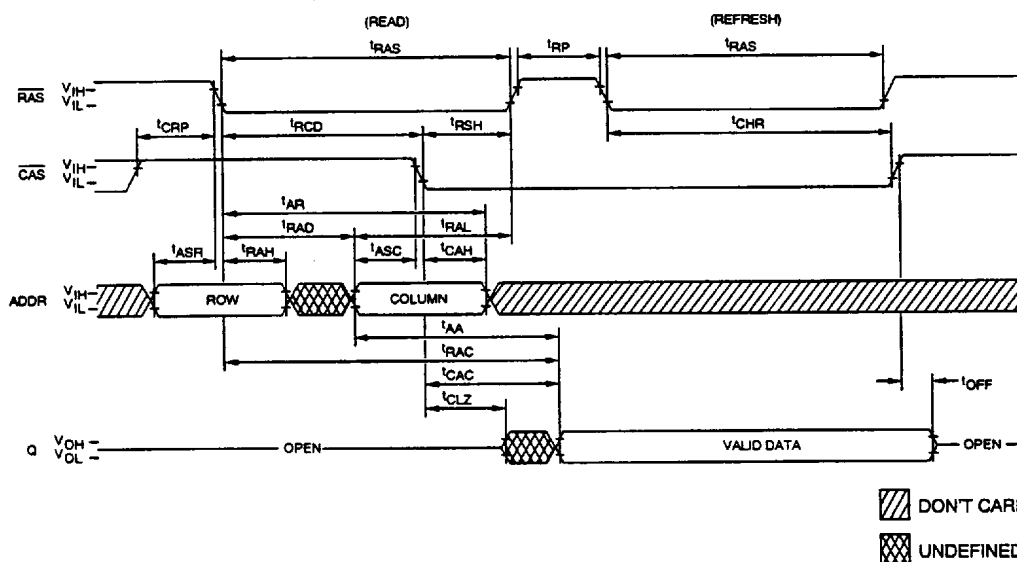 (READ) (REFRESH)
tRAS tRP tRAS
RAS VIH VIL
tCRP tRCD tRSH tCHR
CAS VIH VIL
tAR
tRAD tRAL
tASR tRAH tASC tCAH
ADDR VIH VIL ROW COLUMN
tAA
tRAC
tCAC tOFF
tCLZ
Q VOH VOL OPEN VALID DATA OPEN
DON'T CARE
UNDEFINED